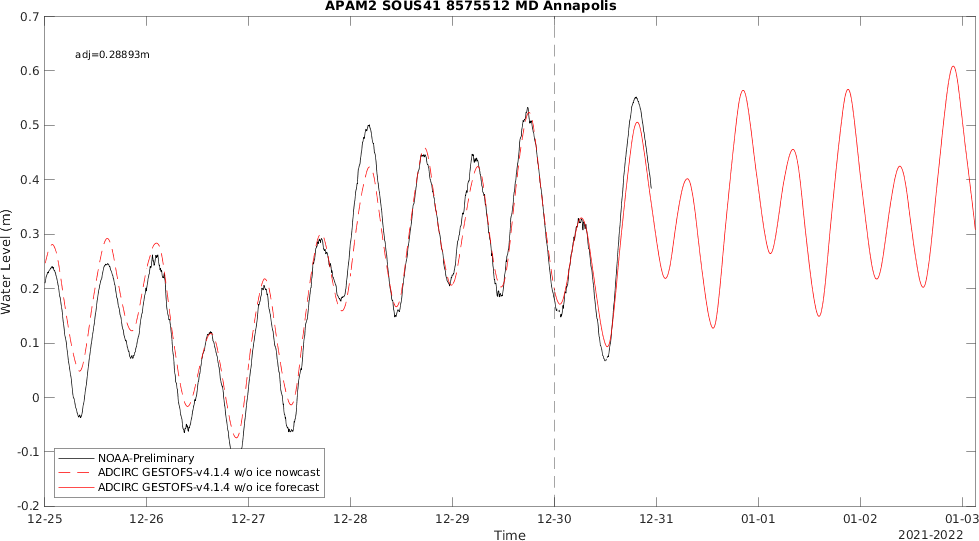 APAM2 SOUS41 8575512 MD Annapolis
adj=0.28893m
0.7
0.6
0.5
0.4
0.3
0.2
0.1
0
-0.1
-0.2
Water Level (m)
NOAA-Preliminary
ADCIRC GESTOFS-v4.1.4 w/o ice nowcast
ADCIRC GESTOFS-v4.1.4 w/o ice forecast
12-25 12-26 12-27 12-28 12-29 12-30 12-31 01-01 01-02 01-03
Time
2021-2022